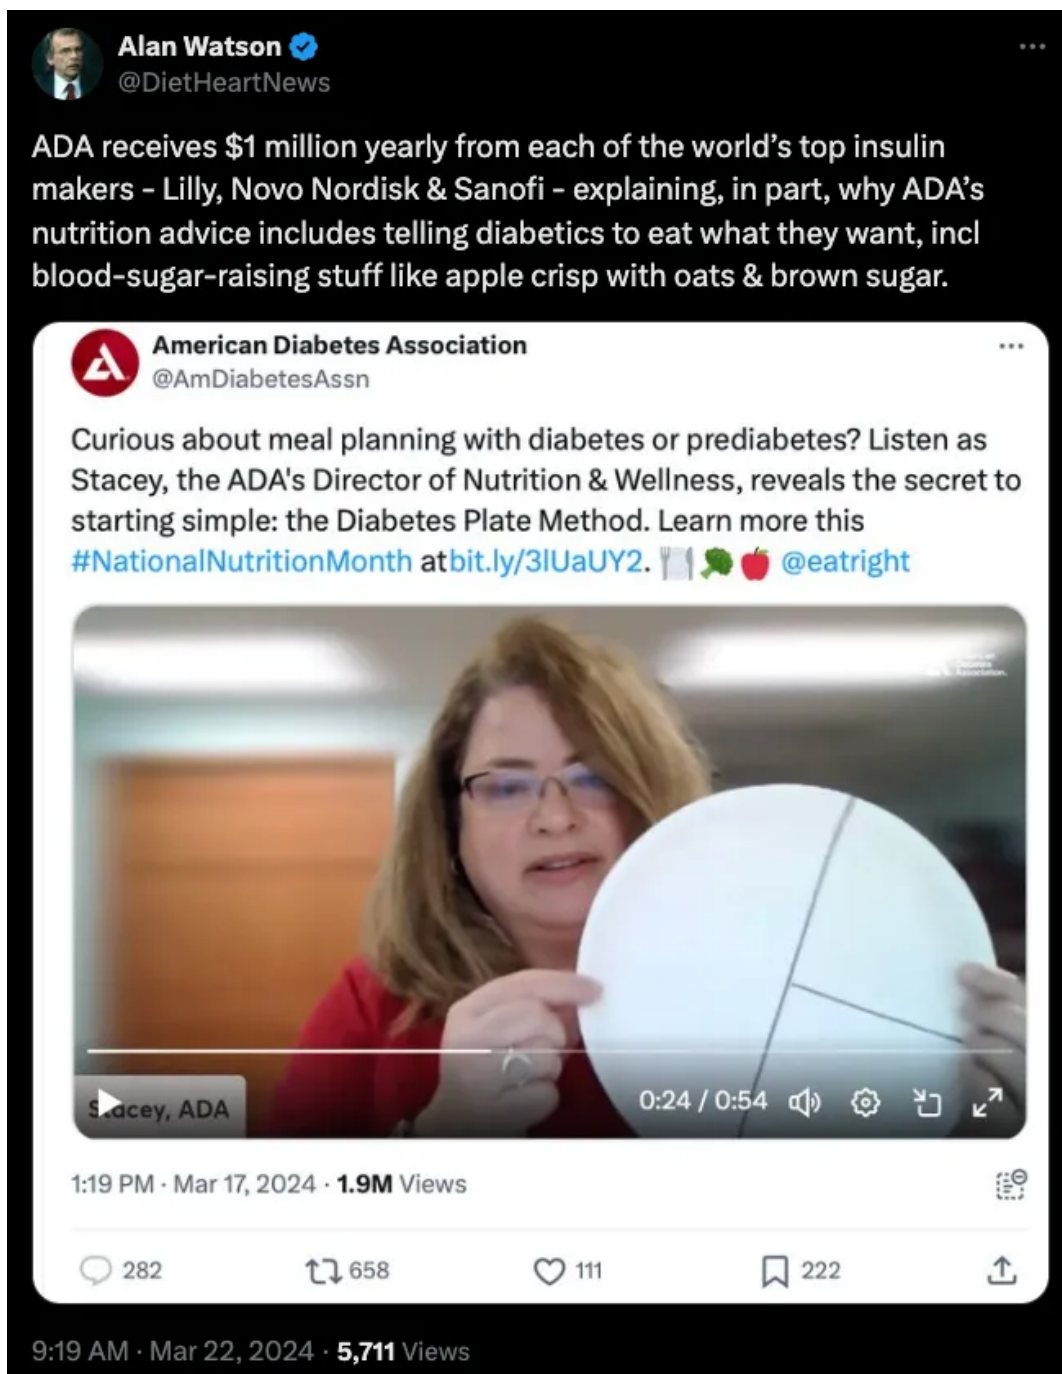 Alan Watson
@DietHeartNews
ADA receives $1 million yearly from each of the world's top insulin
makers - Lilly, Novo Nordisk & Sanofi - explaining, in part, why ADA's
nutrition advice includes telling diabetics to eat what they want, incl
blood-sugar-raising stuff like apple crisp with oats & brown sugar.
American Diabetes Association
@AmDiabetesAssn
Curious about meal planning with diabetes or prediabetes? Listen as
Stacey, the ADA's Director of Nutrition & Wellness, reveals the secret to
starting simple: the Diabetes Plate Method. Learn more this
#NationalNutritionMonth at bit.ly/3lUaUY2. 🍽️🥦🍎 @eatright
Diabetes
Association.
Stacey, ADA
0:24 / 0:54
1:19 PM · Mar 17, 2024 · 1.9M Views
282 658 111 222
9:19 AM · Mar 22, 2024 · 5,711 Views